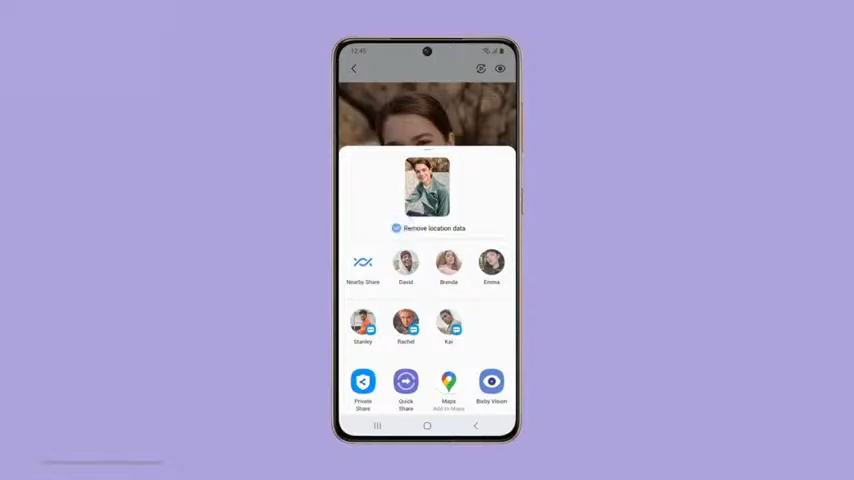 12:45
Remove location data
Nearby Share
David
Brenda
Emma
Stanley
Rachel
Kai
Private
Share
Quick
Share
Maps
Add to Maps
Bixby Vision